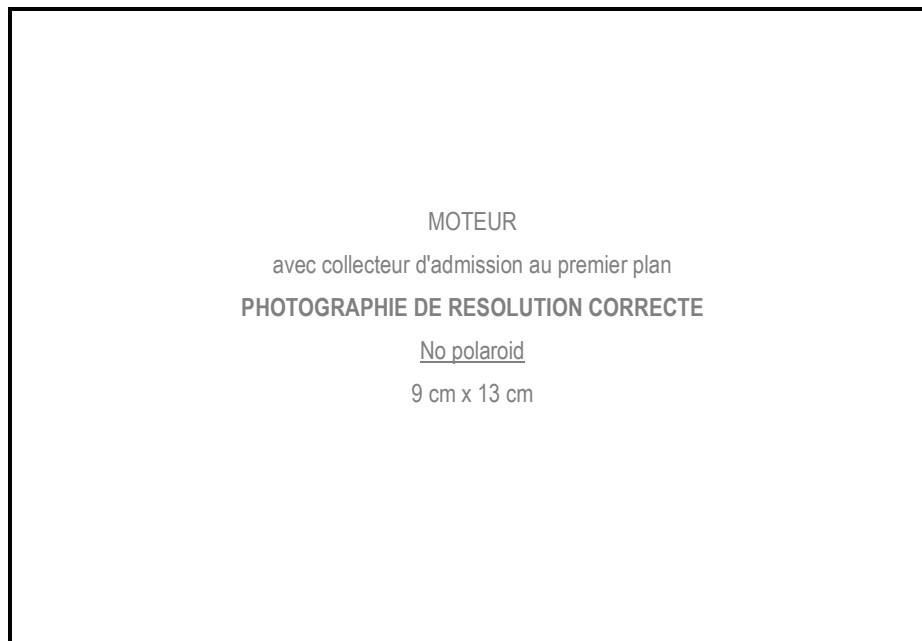 MOTEUR
avec collecteur d'admission au premier plan
PHOTOGRAPHIE DE RESOLUTION CORRECTE
No polaroid
9 cm x 13 cm